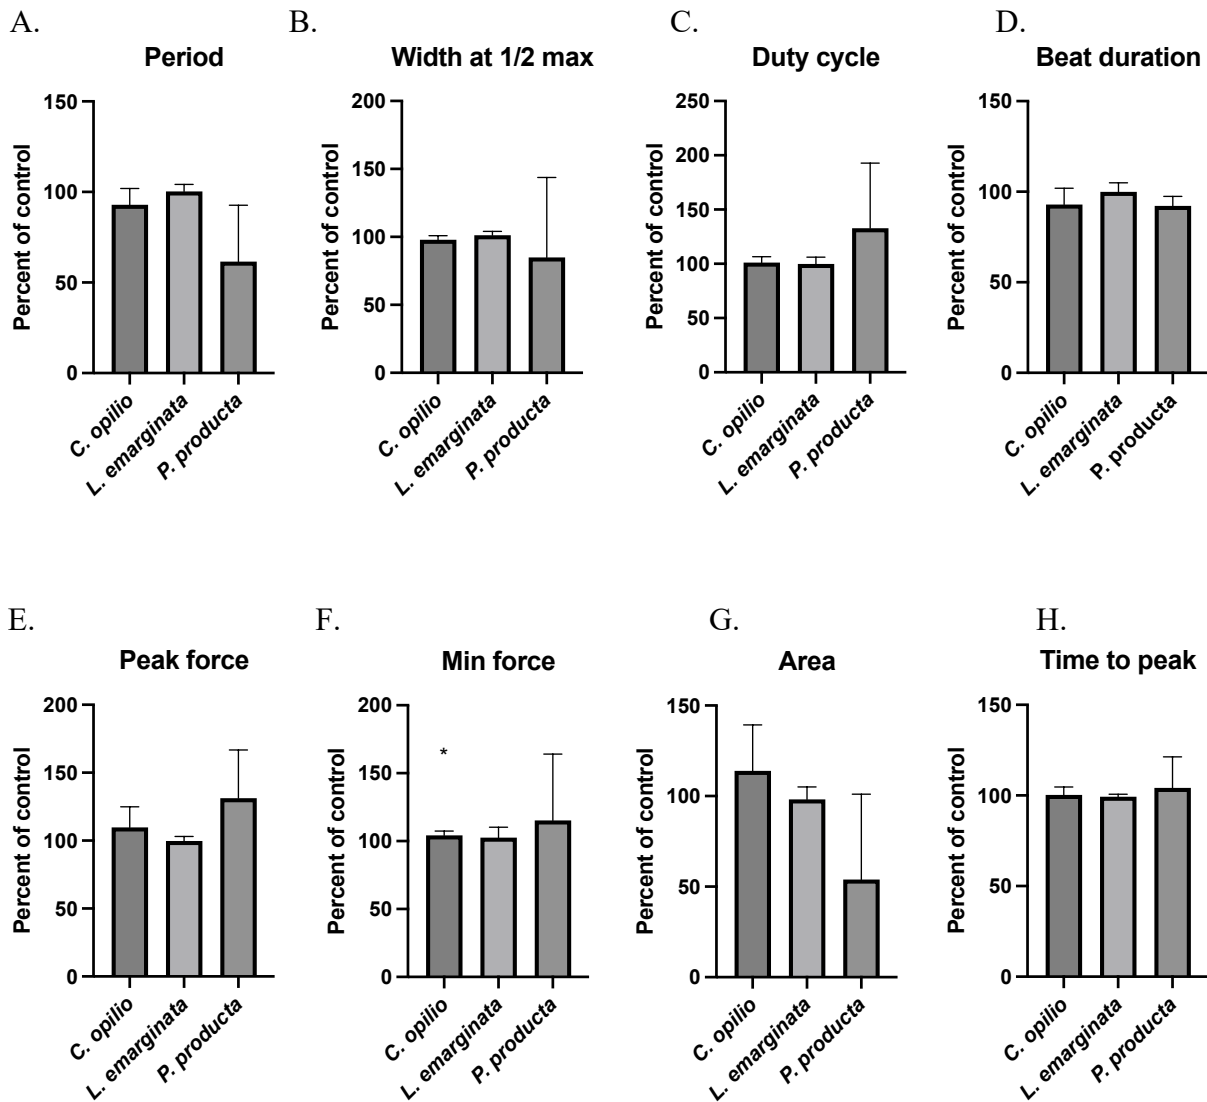 A.
Period
150
100
50
0
Percent of control
C. opilio
L. emarginata
P. producta
B.
Width at 1/2 max
200
150
100
50
0
Percent of control
C. opilio
L. emarginata
P. producta
C.
Duty cycle
250
200
150
100
50
0
Percent of control
C. opilio
L. emarginata
P. producta
D.
Beat duration
150
100
50
0
Percent of control
C. opilio
L. emarginata
P. producta
E.
Peak force
200
150
100
50
0
Percent of control
C. opilio
L. emarginata
P. producta
F.
Min force
200
150
100
50
0
Percent of control
*
C. opilio
L. emarginata
P. producta
G.
Area
150
100
50
0
Percent of control
C. opilio
L. emarginata
P. producta
H.
Time to peak
150
100
50
0
Percent of control
C. opilio
L. emarginata
P. producta